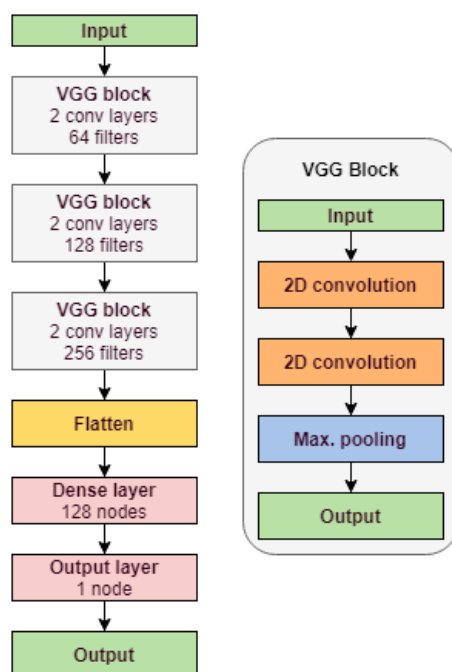 Input
VGG block
2 conv layers
64 filters
VGG block
2 conv layers
128 filters
VGG block
2 conv layers
256 filters
Flatten
Dense layer
128 nodes
Output layer
1 node
Output
VGG Block
Input
2D convolution
2D convolution
Max. pooling
Output